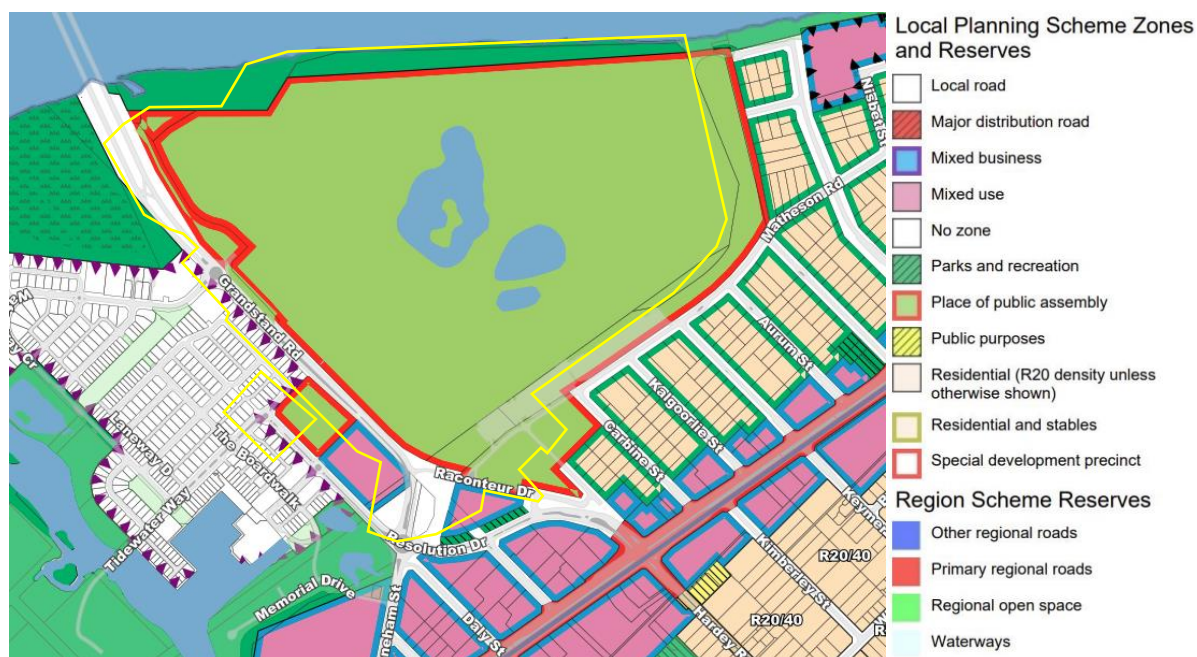 Local Planning Scheme Zones
and Reserves
Local road
Major distribution road
Mixed business
Mixed use
No zone
Parks and recreation
Place of public assembly
Public purposes
Residential (R20 density unless
otherwise shown)
Residential and stables
Special development precinct
Region Scheme Reserves
Other regional roads
Primary regional roads
Regional open space
Waterways
Nisbet St
Matheson Rd
Grandstand Rd
Aurum St
Kalgoorlie St
Carbine St
Laneway D
The Boardwalk
Tidewater Way
Raconteur Dr
Resolution Dr
Memorial Drive
Daly St
Kimberley St
R20/40
R20/40